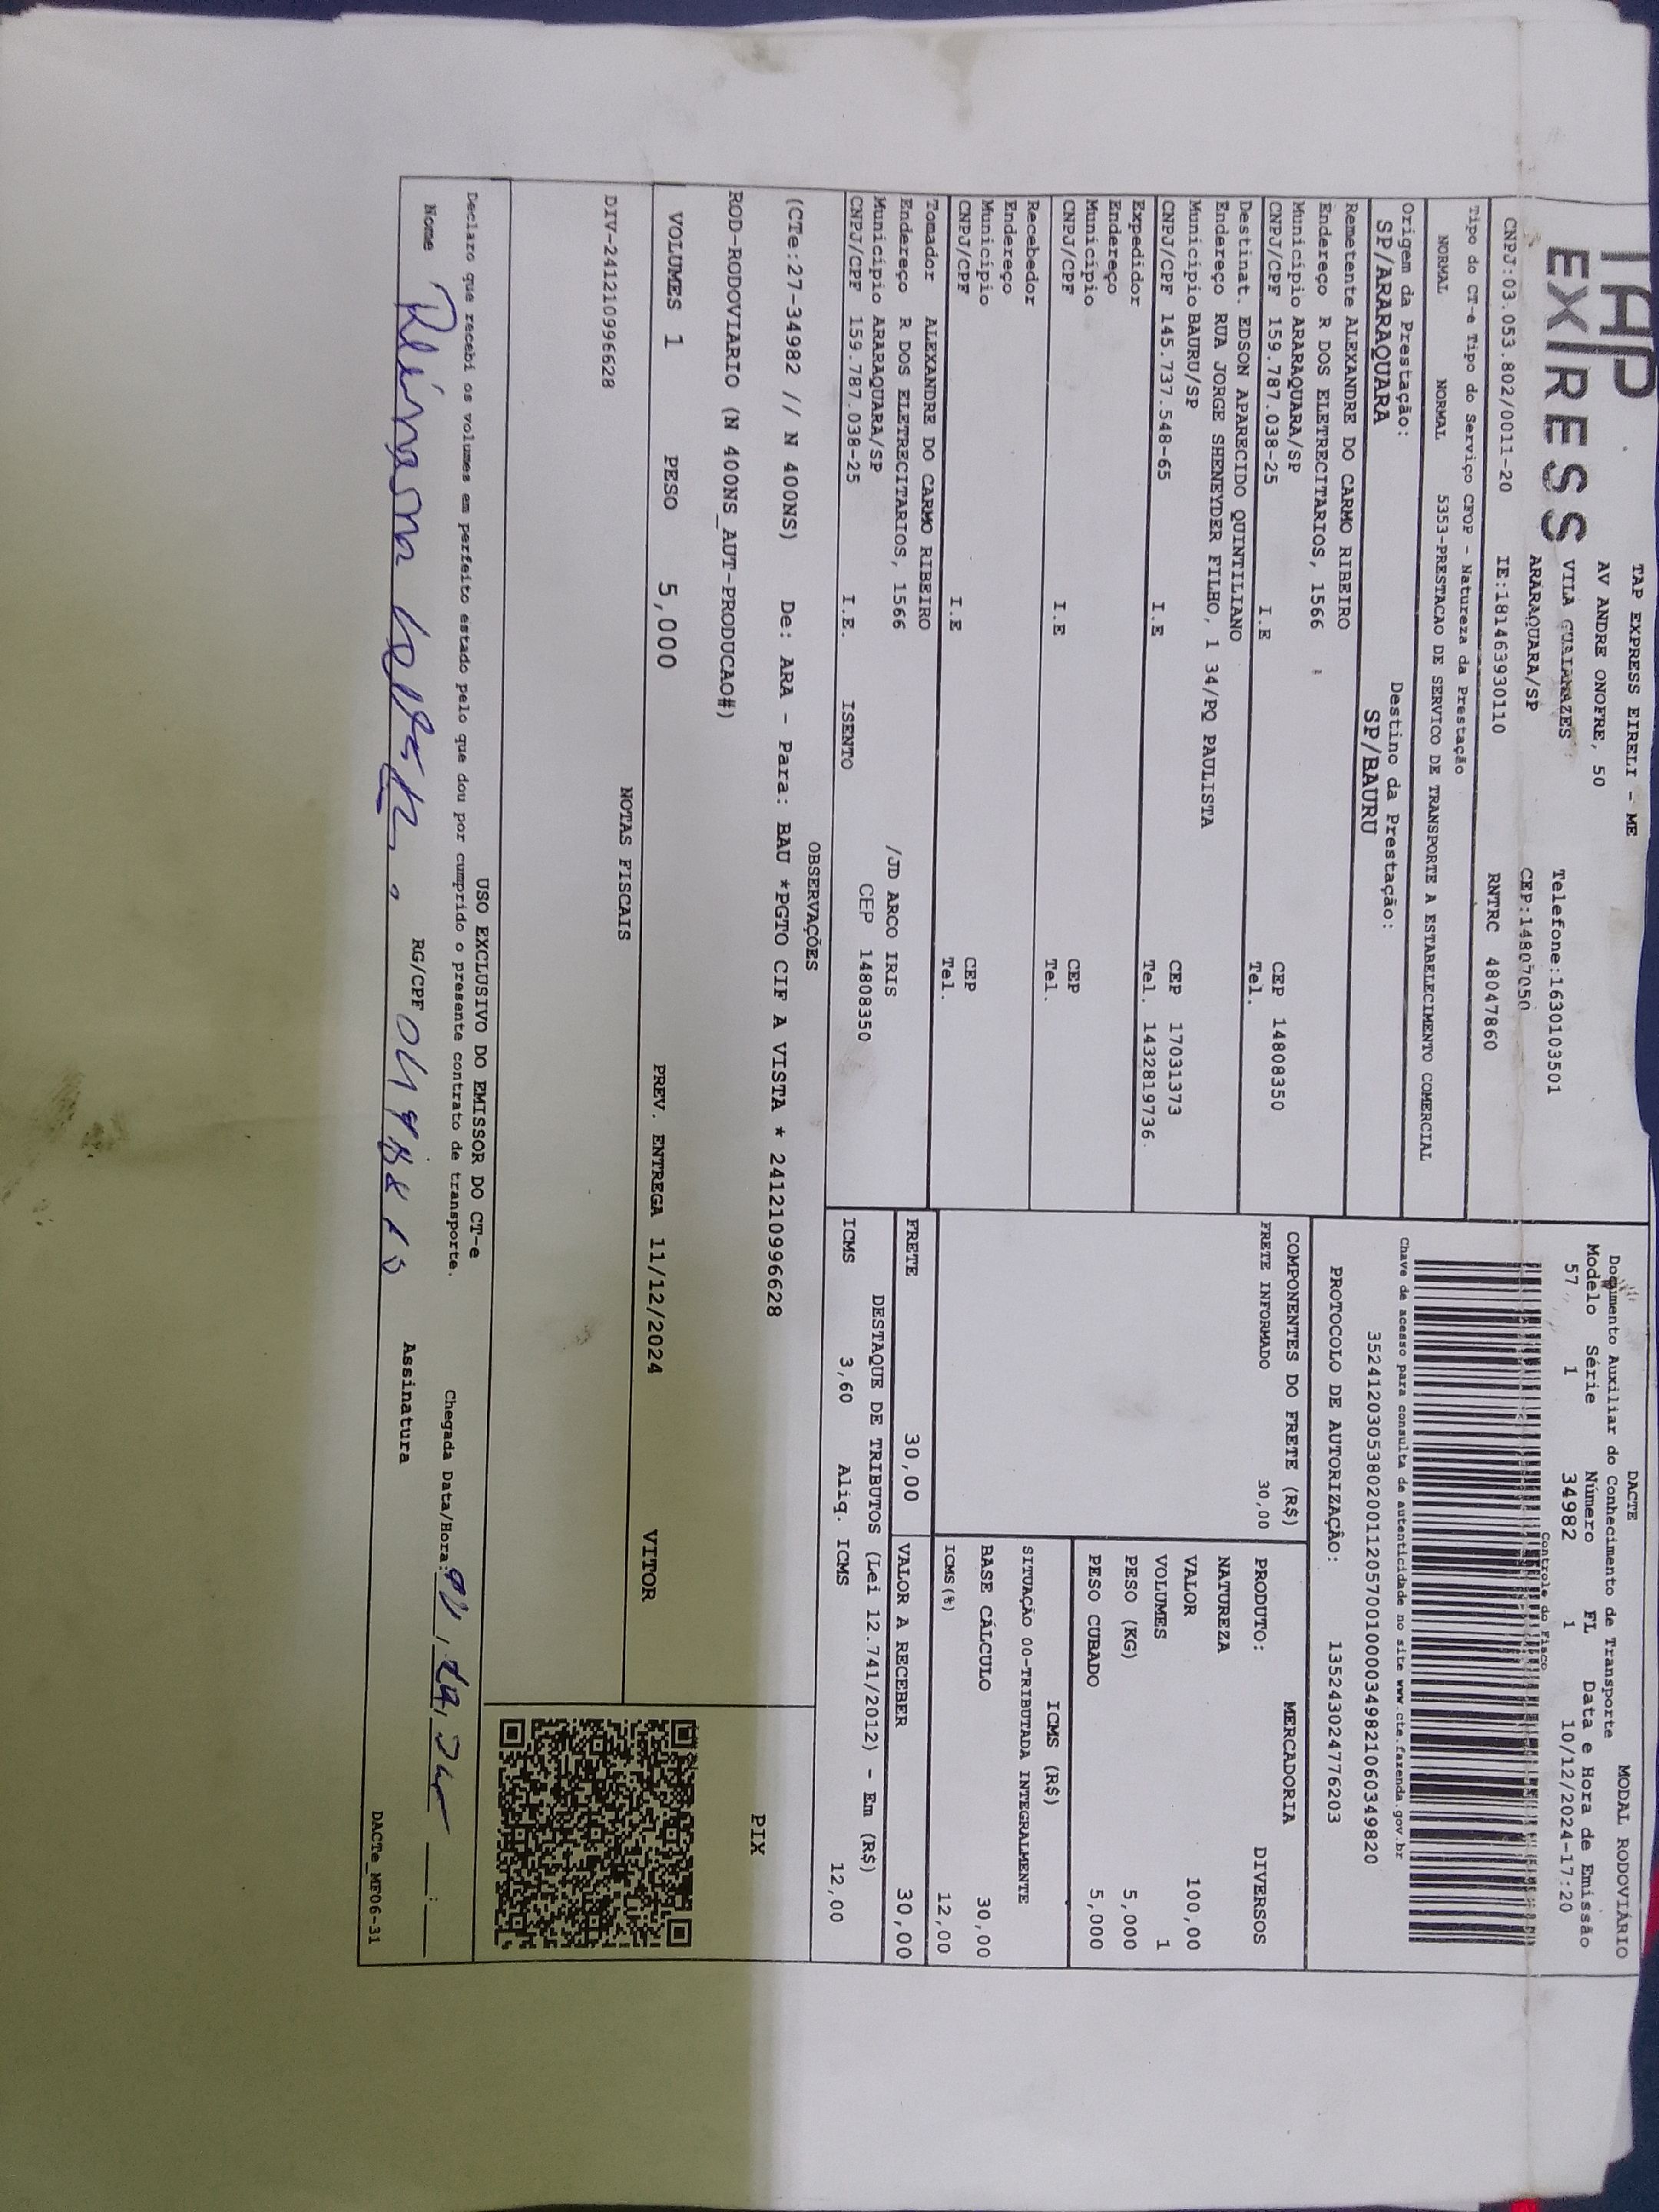 TAP EXPRESS
TAP EXPRESS EIRELI - ME
AV ANDRE ONOFRE, 50
VILA GUAIANAZES Telefone:1630103501
ARARAQUARA/SP CEP:14807050
CNPJ:03.053.802/0011-20 IE:181463930110 RNTRC 48047860
Tipo do CT-e Tipo do Serviço CFOP - Natureza da Prestação
NORMAL NORMAL 5353-PRESTACAO DE SERVICO DE TRANSPORTE A ESTABELECIMENTO COMERCIAL
Origem da Prestação: Destino da Prestação:
SP/ARARAQUARA SP/BAURU
Remetente ALEXANDRE DO CARMO RIBEIRO
Endereço R DOS ELETRECITARIOS, 1566
Município ARARAQUARA/SP CEP 14808350
CNPJ/CPF 159.787.038-25 I.E Tel.
Destinat. EDSON APARECIDO QUINTILIANO
Endereço RUA JORGE SHENEYDER FILHO, 1 34/PQ PAULISTA
Município BAURU/SP CEP 17031373
CNPJ/CPF 145.737.548-65 I.E Tel. 1432819736
Expedidor
Endereço
Município CEP
CNPJ/CPF I.E Tel.
Recebedor
Endereço
Município CEP
CNPJ/CPF I.E Tel.
Tomador ALEXANDRE DO CARMO RIBEIRO
Endereço R DOS ELETRECITARIOS, 1566 /JD ARCO IRIS
Município ARARAQUARA/SP CEP 14808350
CNPJ/CPF 159.787.038-25 I.E. ISENTO
DACTE MODAL RODOVIÁRIO
Documento Auxiliar do Conhecimento de Transporte
Modelo Série Número FL Data e Hora de Emissão
57 1 34982 1 10/12/2024-17:20
Controle do Fisco
Chave de acesso para consulta de autenticidade no site www.cte.fazenda.gov.br
35241203053802001120570010000349821060349820
PROTOCOLO DE AUTORIZAÇÃO: 135243024776203
COMPONENTES DO FRETE (R$)
FRETE INFORMADO 30,00
MERCADORIA
PRODUTO: DIVERSOS
NATUREZA
VALOR 100,00
VOLUMES 1
PESO (KG) 5,000
PESO CUBADO 5,000
ICMS (R$)
SITUAÇÃO 00-TRIBUTADA INTEGRALMENTE
BASE CÁLCULO 30,00
ICMS(%) 12,00
FRETE 30,00 VALOR A RECEBER 30,00
DESTAQUE DE TRIBUTOS (Lei 12.741/2012) - Em (R$)
ICMS 3,60 Aliq. ICMS 12,00
OBSERVAÇÕES
(CTe:27-34982 // N 400NS) De: ARA - Para: BAU *PGTO CIF A VISTA * 241210996628
ROD-RODOVIARIO (N 400NS_AUT-PRODUCAO#)
PIX
VOLUMES 1 PESO 5,000 PREV. ENTREGA 11/12/2024 VITOR
NOTAS FISCAIS
DIV-241210996628
USO EXCLUSIVO DO EMISSOR DO CT-e
Declaro que recebi os volumes em perfeito estado pelo que dou por cumprido o presente contrato de transporte.
Chegada Data/Hora:
Nome RG/CPF Assinatura
DACTe_MF06-31